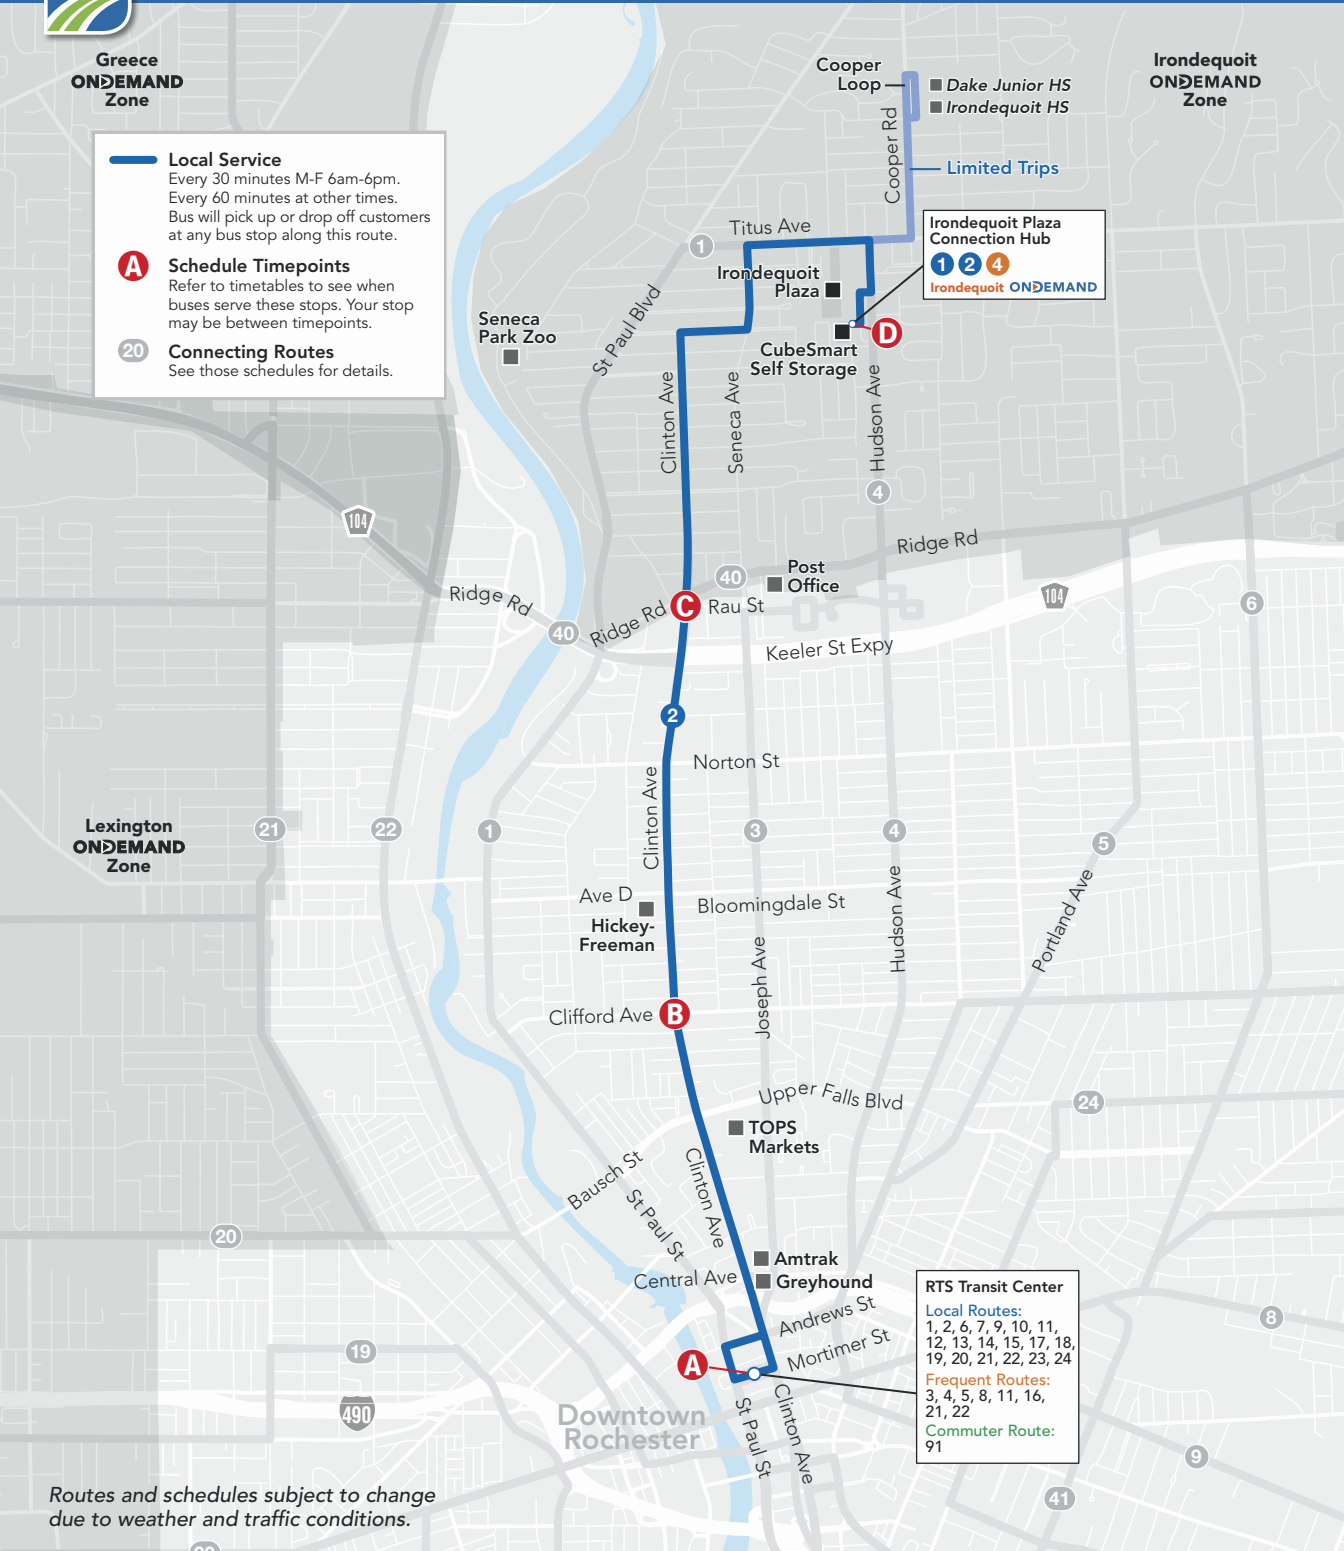 Greece
ONDEMAND
Zone
Local Service
Every 30 minutes M-F 6am-6pm.
Every 60 minutes at other times.
Bus will pick up or drop off customers
at any bus stop along this route.
A
Schedule Timepoints
Refer to timetables to see when
buses serve these stops. Your stop
may be between timepoints.
20
Connecting Routes
See those schedules for details.
Cooper
Loop
Dake Junior HS
Irondequoit HS
Irondequoit
ONDEMAND
Zone
Cooper Rd
Limited Trips
Titus Ave
1
Irondequoit Plaza
Connection Hub
1 2 4
Irondequoit ONDEMAND
Irondequoit
Plaza
Seneca
Park Zoo
St Paul Blvd
D
CubeSmart
Self Storage
Clinton Ave
Seneca Ave
Hudson Ave
4
104
Ridge Rd
40
Post
Office
Ridge Rd
C
Rau St
Ridge Rd
40
104
6
Keeler St Expy
2
Norton St
Clinton Ave
Lexington
ONDEMAND
Zone
21
22
1
3
4
5
Ave D
Hickey-
Freeman
Bloomingdale St
Hudson Ave
Portland Ave
Joseph Ave
Clifford Ave
B
Upper Falls Blvd
24
TOPS
Markets
Bausch St
St Paul St
Clinton Ave
20
Amtrak
Greyhound
Central Ave
Andrews St
Mortimer St
A
19
490
8
RTS Transit Center
Local Routes:
1, 2, 6, 7, 9, 10, 11,
12, 13, 14, 15, 17, 18,
19, 20, 21, 22, 23, 24
Frequent Routes:
3, 4, 5, 8, 11, 16,
21, 22
Commuter Route:
91
Downtown
Rochester
St Paul St
Clinton Ave
9
41
Routes and schedules subject to change
due to weather and traffic conditions.